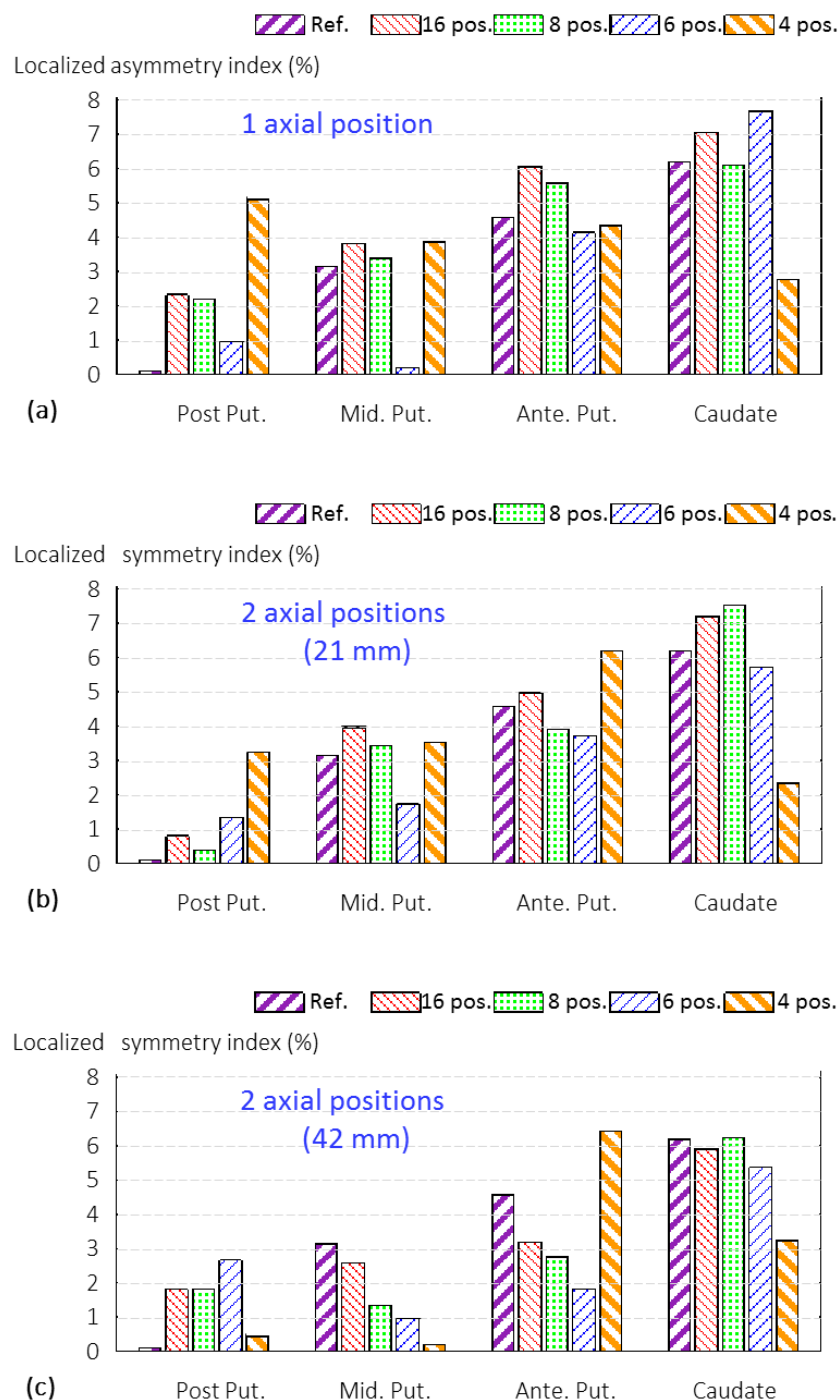 Ref. 16 pos. 8 pos. 6 pos. 4 pos.
Localized asymmetry index (%)
8
1 axial position
7
6
5
4
3
2
1
0
(a)
Post Put. Mid. Put. Ante. Put. Caudate
Ref. 16 pos. 8 pos. 6 pos. 4 pos.
Localized symmetry index (%)
8
2 axial positions
7
(21 mm)
6
5
4
3
2
1
0
(b)
Post Put. Mid. Put. Ante. Put. Caudate
Ref. 16 pos. 8 pos. 6 pos. 4 pos.
Localized symmetry index (%)
8
2 axial positions
7
(42 mm)
6
5
4
3
2
1
0
(c)
Post Put. Mid. Put. Ante. Put. Caudate